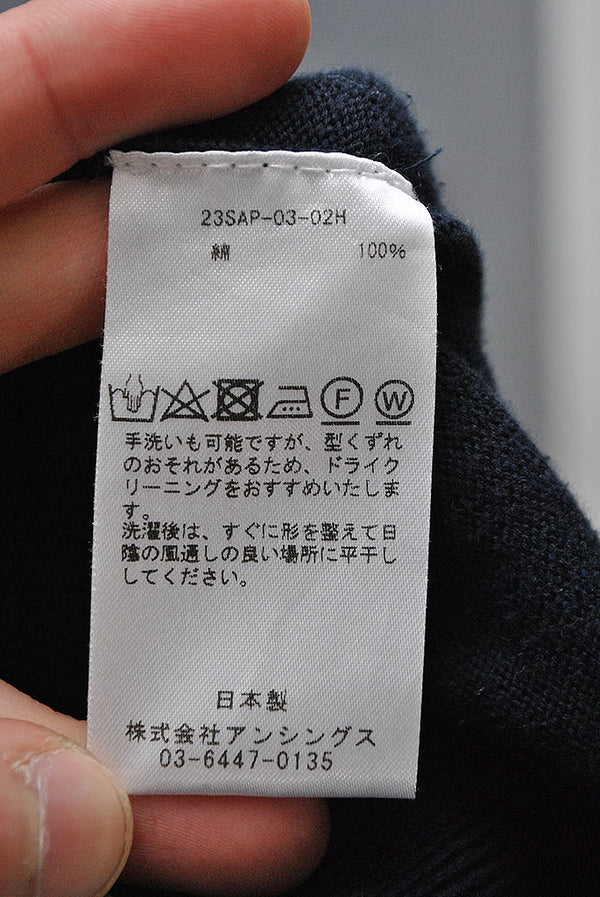 23SAP-03-02H
綿 100%
F W
手洗いも可能ですが、型くずれ
のおそれがあるため、ドライク
リーニングをおすすめいたしま
す。
洗濯後は、すぐに形を整えて日
陰の風通しの良い場所に平干し
してください。
日本製
株式会社アンシングス
03-6447-0135